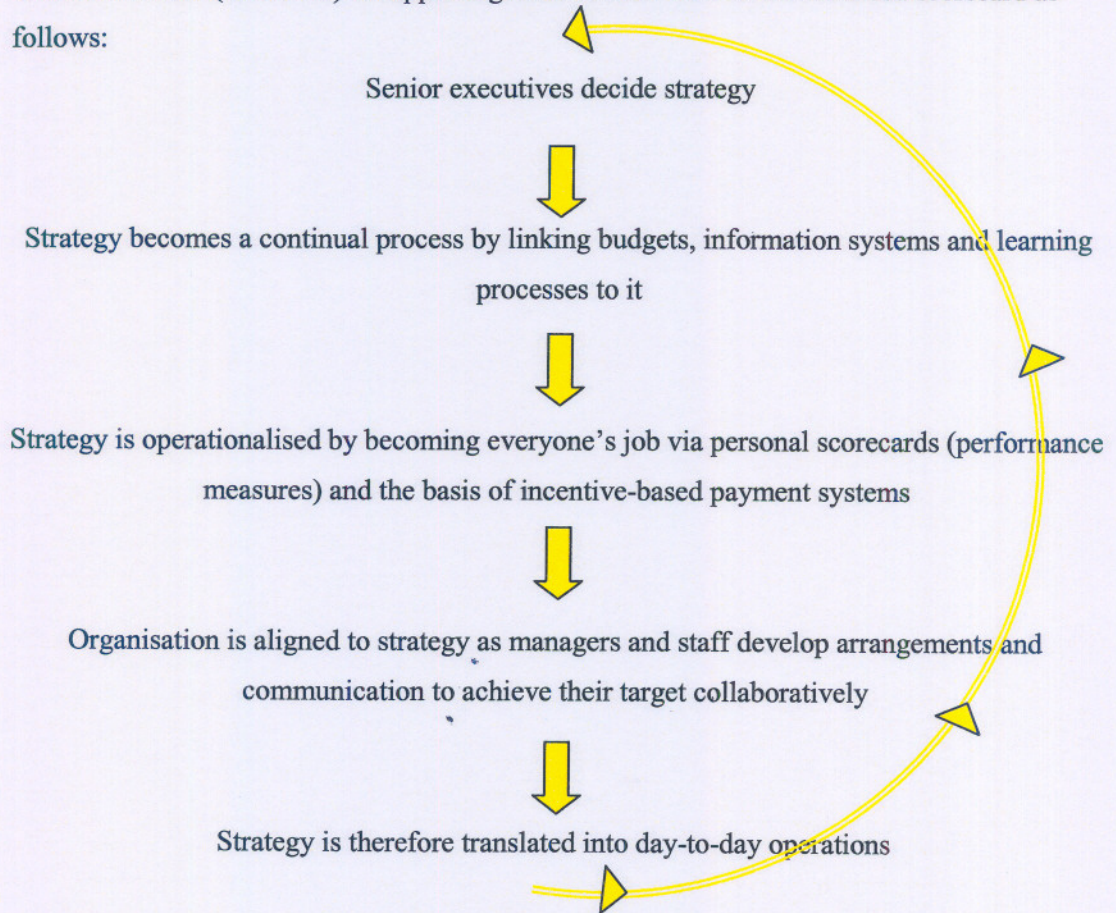 follows:
Senior executives decide strategy
Strategy becomes a continual process by linking budgets, information systems and learning
processes to it
Strategy is operationalised by becoming everyone's job via personal scorecards (performance
measures) and the basis of incentive-based payment systems
Organisation is aligned to strategy as managers and staff develop arrangements and
communication to achieve their target collaboratively
Strategy is therefore translated into day-to-day operations